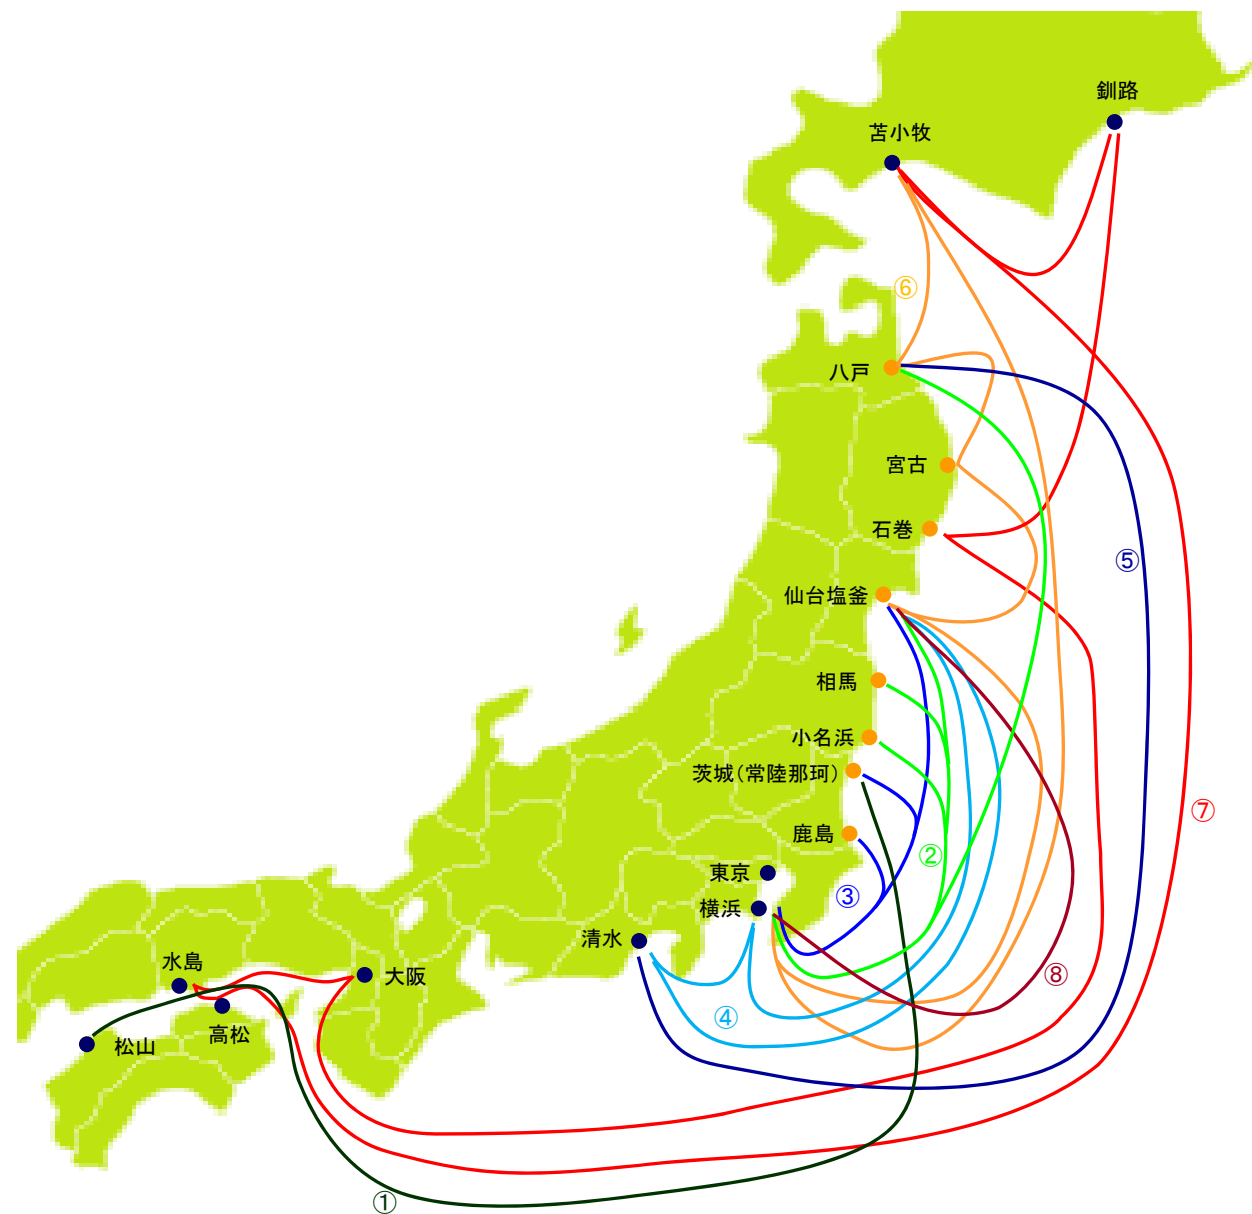 釧路
苫小牧
⑥
八戸
宮古
石巻
⑤
仙台塩釜
相馬
小名浜
茨城(常陸那珂)
⑦
鹿島
②
東京
③
横浜
清水
水島
大阪
⑧
④
高松
松山
①